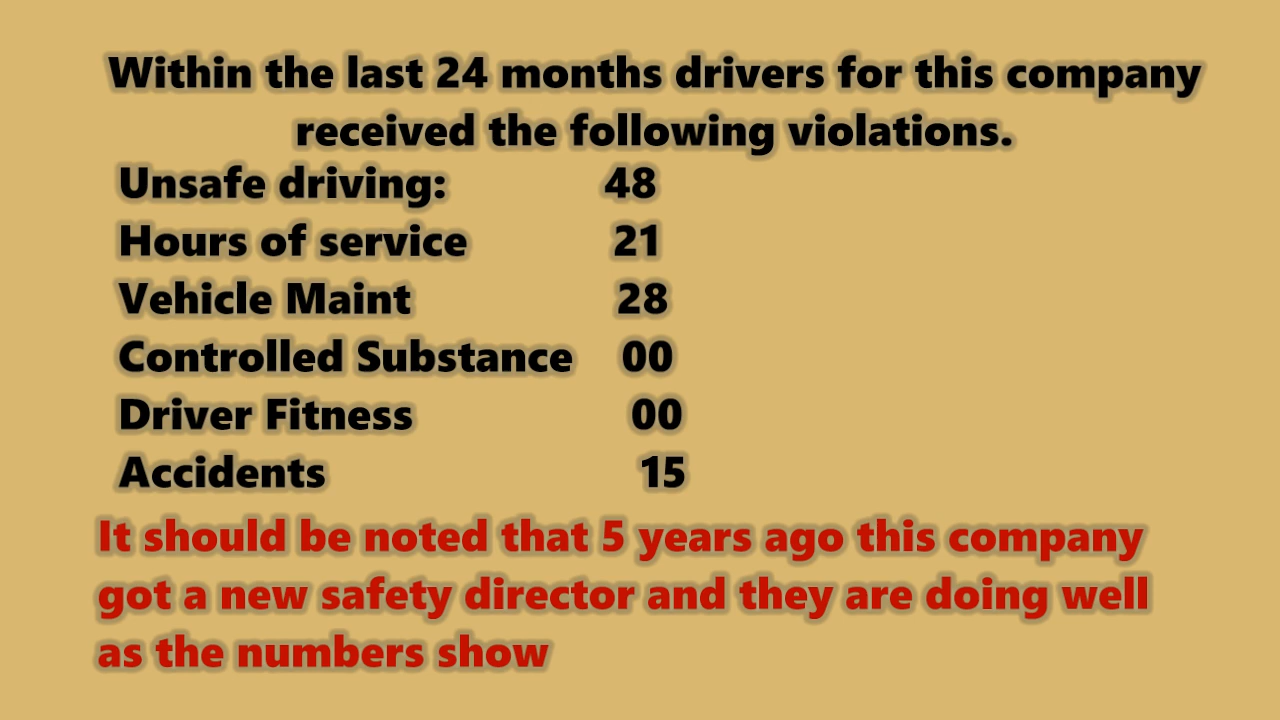 Within the last 24 months drivers for this company
received the following violations.
Unsafe driving: 48
Hours of service 21
Vehicle Maint 28
Controlled Substance 00
Driver Fitness 00
Accidents 15
It should be noted that 5 years ago this company
got a new safety director and they are doing well
as the numbers show